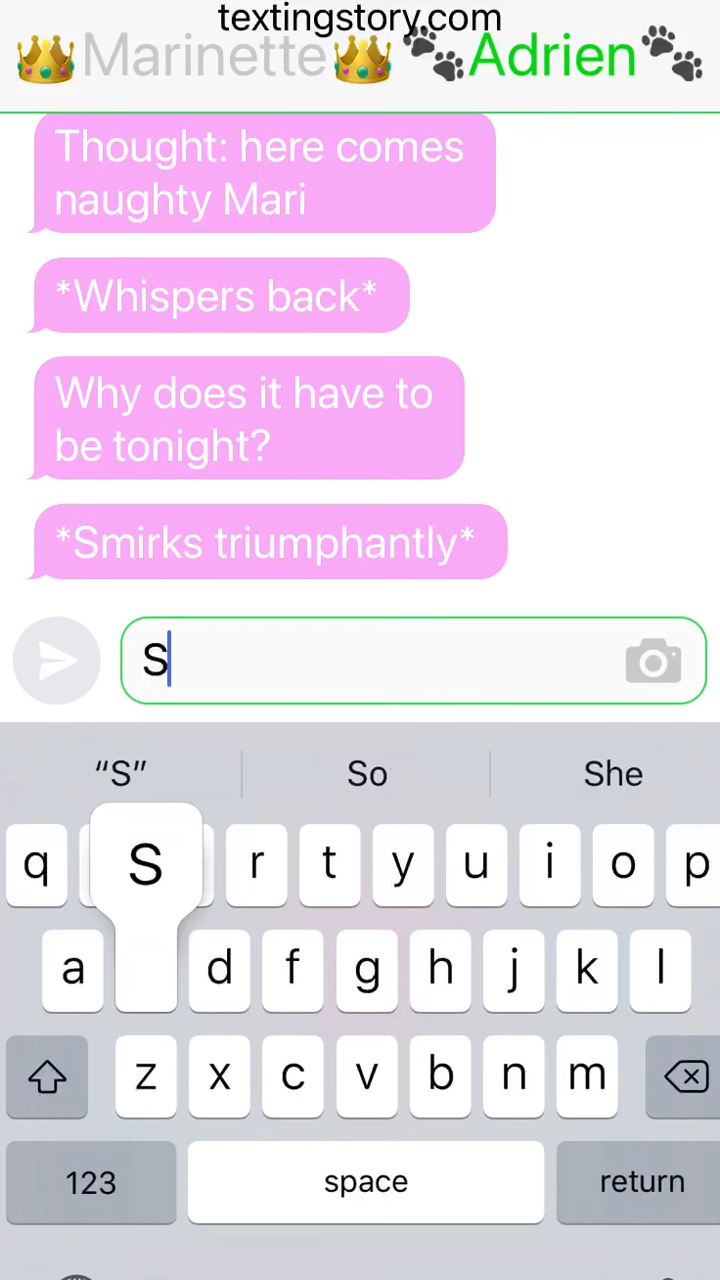 textingstory.com
👑Marinette👑 🐾Adrien🐾
Thought: here comes
naughty Mari
*Whispers back*
Why does it have to
be tonight?
*Smirks triumphantly*
S
“S” So She
q S r t y u i o p
a d f g h j k l
z x c v b n m
123 space return